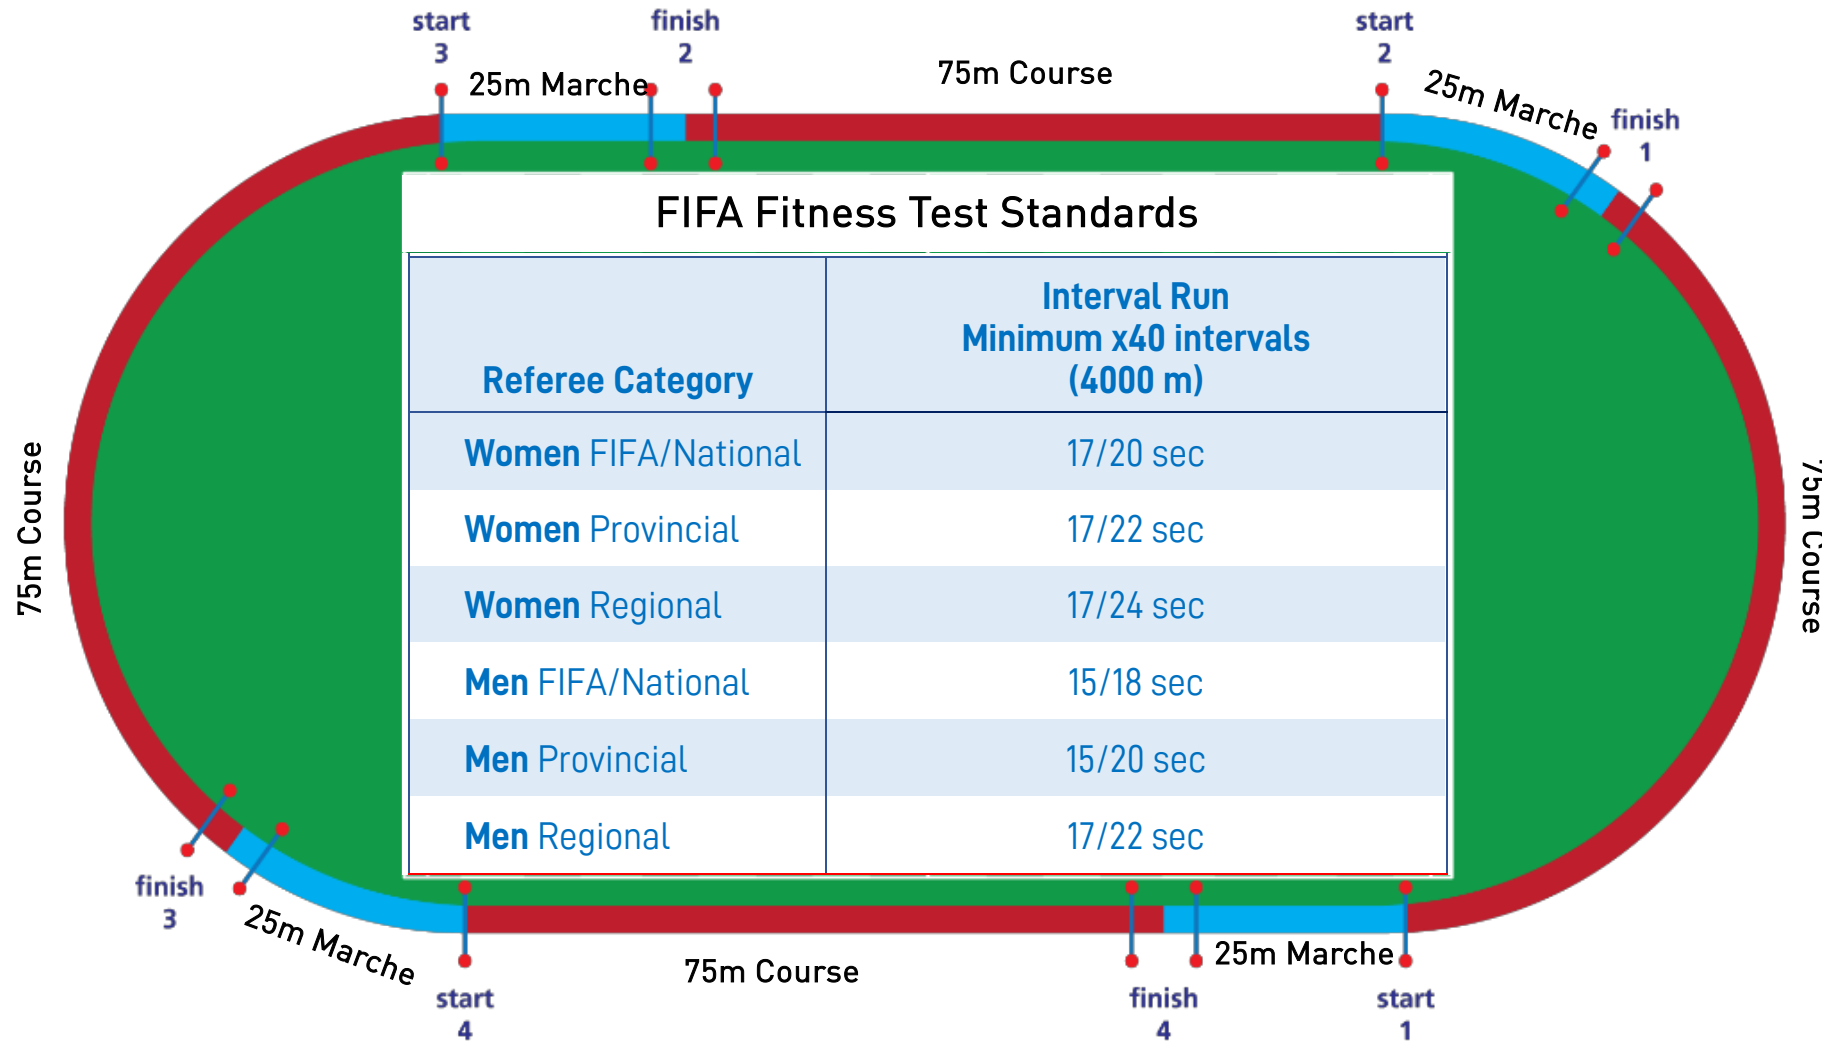 start
3
finish
2
start
2
25m Marche
75m Course
25m Marche
finish
1
FIFA Fitness Test Standards
Referee Category
Interval Run
Minimum x40 intervals
(4000 m)
Women FIFA/National
17/20 sec
Women Provincial
17/22 sec
Women Regional
17/24 sec
Men FIFA/National
15/18 sec
Men Provincial
15/20 sec
Men Regional
17/22 sec
75m Course
75m Course
finish
3
25m Marche
start
4
75m Course
finish
4
25m Marche
start
1